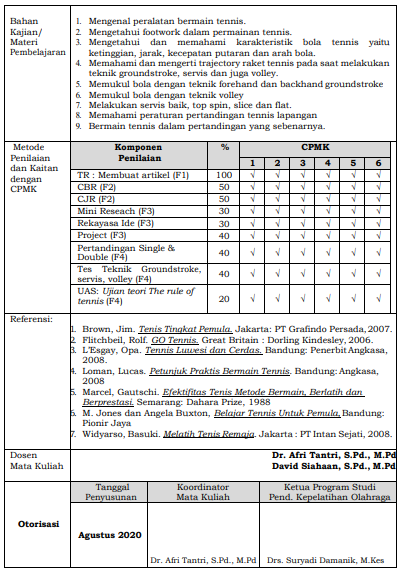 Bahan
Kajian/
Materi
Pembelajaran
1. Mengenal peralatan bermain tennis.
2. Mengetahui footwork dalam permainan tennis.
3. Mengetahui dan memahami karakteristik bola tennis yaitu
ketinggian, jarak, kecepatan putaran dan arah bola.
4. Memahami dan mengerti trajectory raket tennis pada saat melakukan
teknik groundstroke, servis dan juga volley.
5. Memukul bola dengan teknik forehand dan backhand groundstroke
6. Memukul bola dengan teknik volley
7. Melakukan servis baik, top spin, slice dan flat.
8. Memahami peraturan pertandingan tennis lapangan
9. Bermain tennis dalam pertandingan yang sebenarnya.
Metode
Penilaian
dan Kaitan
dengan
CPMK
Komponen
Penilaian
% CPMK
1 2 3 4 5 6
TR : Membuat artikel (F1) 100 √ √ √ √ √ √
CBR (F2) 50 √ √ √ √ √ √
CJR (F2) 50 √ √ √ √ √ √
Mini Reseach (F3) 30 √ √ √ √ √ √
Rekayasa Ide (F3) 30 √ √ √ √ √ √
Project (F3) 40 √ √ √ √ √ √
Pertandingan Single &
Double (F4) 40 √ √ √ √ √ √
Tes Teknik Groundstroke,
servis, volley (F4) 40 √ √ √ √ √ √
UAS: Ujian teori The rule of
tennis (F4) 20 √ √ √ √ √ √
Referensi:
1. Brown, Jim. Tenis Tingkat Pemula. Jakarta: PT Grafindo Persada, 2007.
2. Flitchbeil, Rolf. GO Tennis. Great Britain : Dorling Kindesley, 2006.
3. L'Esgay, Opa. Tennis Luwesi dan Cerdas. Bandung: Penerbit Angkasa,
2008.
4. Loman, Lucas. Petunjuk Praktis Bermain Tennis. Bandung: Angkasa,
2008
5. Marcel, Gautschi. Efektifitas Tenis Metode Bermain, Berlatih dan
Berprestasi. Semarang: Dahara Prize, 1988
6. M. Jones dan Angela Buxton, Belajar Tennis Untuk Pemula, Bandung:
Pionir Jaya
7. Widyarso, Basuki. Melatih Tenis Remaja. Jakarta : PT Intan Sejati, 2008.
Dosen
Mata Kuliah
Dr. Afri Tantri, S.Pd., M.Pd
David Siahaan, S.Pd., M.Pd
Otorisasi
Tanggal
Penyusunan
Koordinator
Mata Kuliah
Ketua Program Studi
Pend. Kepelatihan Olahraga
Agustus 2020
Dr. Afri Tantri, S.Pd., M.Pd
Drs. Suryadi Damanik, M.Kes